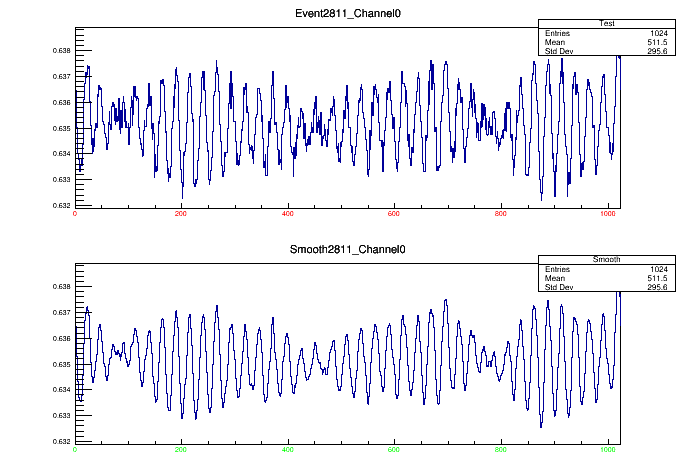 Event2811_Channel0
Test
Entries 1024
Mean 511.5
Std Dev 295.6
0.638
0.637
0.636
0.635
0.634
0.633
0.632
0 200 400 600 800 1000
Smooth2811_Channel0
Smooth
Entries 1024
Mean 511.5
Std Dev 295.6
0.638
0.637
0.636
0.635
0.634
0.633
0.632
0 200 400 600 800 1000